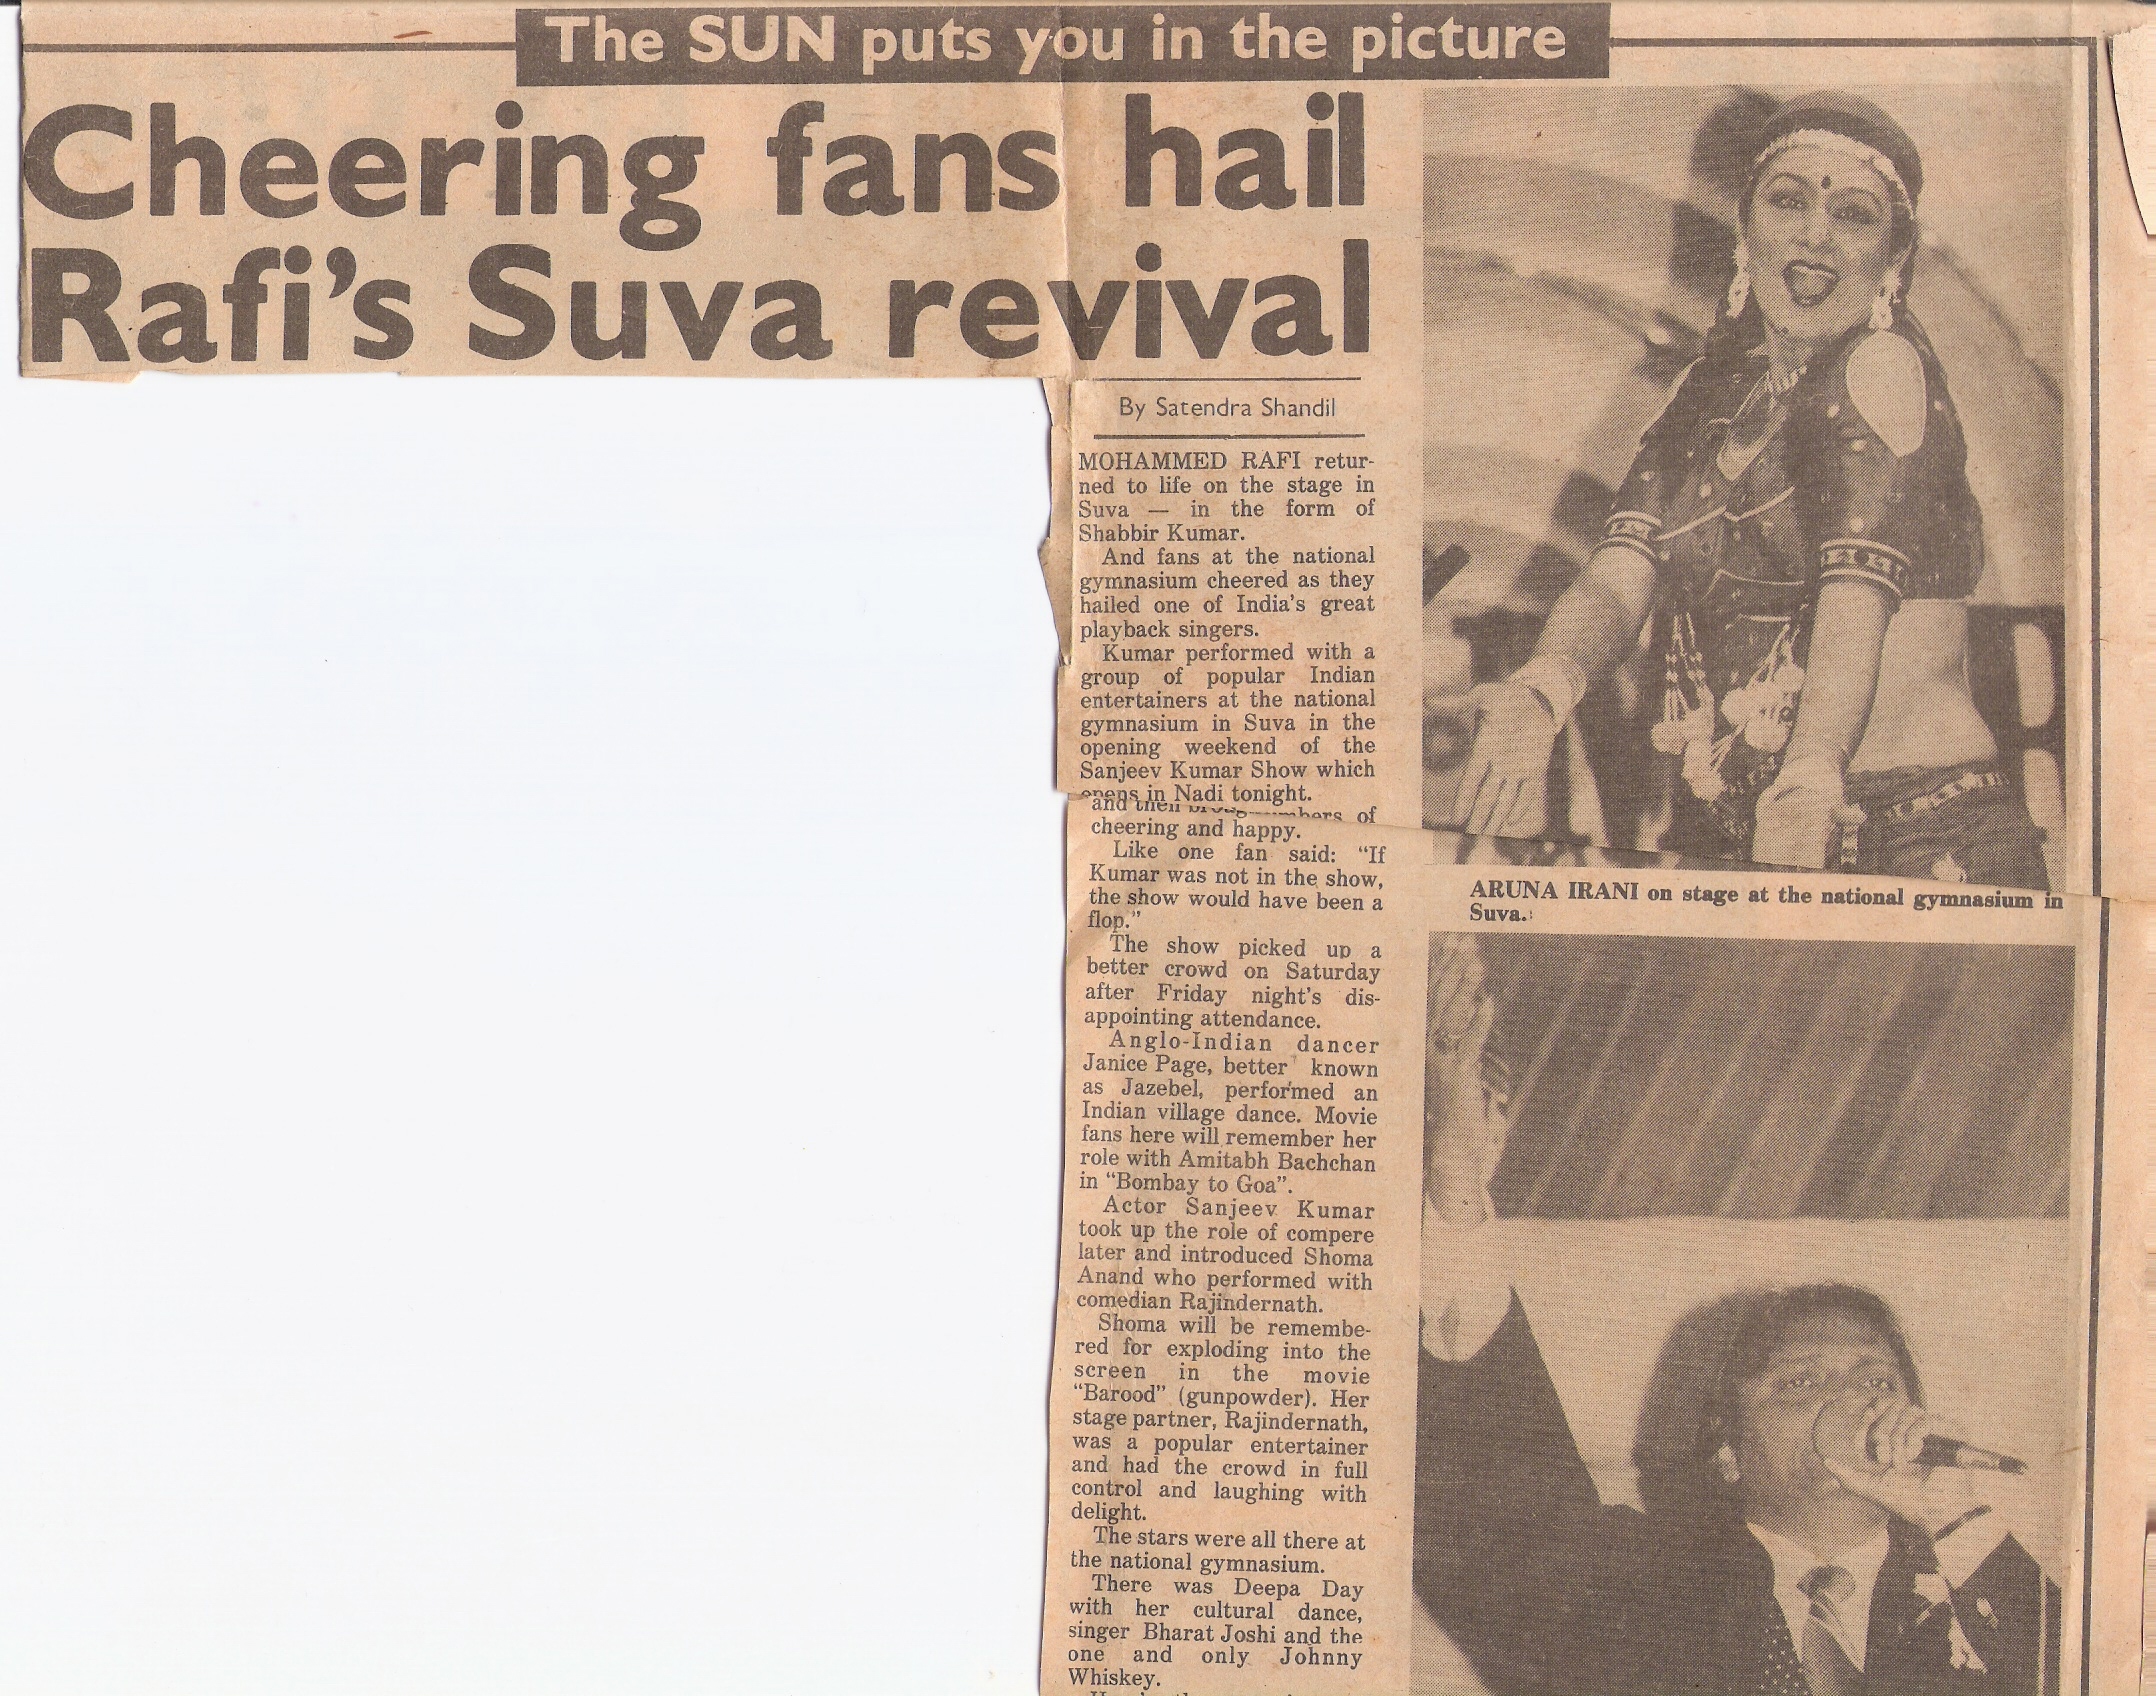 The SUN puts you in the picture
Cheering fans hail
Rafi's Suva revival
By Satendra Shandil
MOHAMMED RAFI retur-
ned to life on the stage in
Suva — in the form of
Shabbir Kumar.
And fans at the national
gymnasium cheered as they
hailed one of India's great
playback singers.
Kumar performed with a
group of popular Indian
entertainers at the national
gymnasium in Suva in the
opening weekend of the
Sanjeev Kumar Show which
opens in Nadi tonight.
and then of
cheering and happy.
Like one fan said: "If
Kumar was not in the show,
the show would have been a
flop."
The show picked up a
better crowd on Saturday
after Friday night's dis-
appointing attendance.
Anglo-Indian dancer
Janice Page, better known
as Jazebel, performed an
Indian village dance. Movie
fans here will remember her
role with Amitabh Bachchan
in "Bombay to Goa".
Actor Sanjeev Kumar
took up the role of compere
later and introduced Shoma
Anand who performed with
comedian Rajindernath.
Shoma will be remembe-
red for exploding into the
screen in the movie
"Barood" (gunpowder). Her
stage partner, Rajindernath,
was a popular entertainer
and had the crowd in full
control and laughing with
delight.
The stars were all there at
the national gymnasium.
There was Deepa Day
with her cultural dance,
singer Bharat Joshi and the
one and only Johnny
Whiskey.
ARUNA IRANI on stage at the national gymnasium in
Suva.